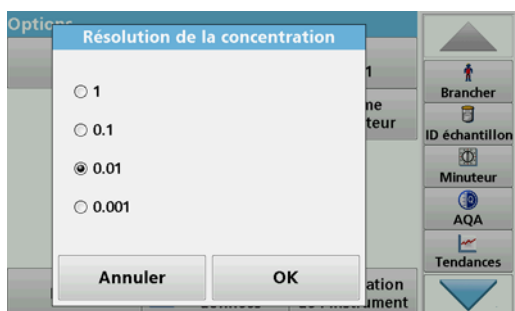 Options
Résolution de la concentration
1
0.1
0.01
0.001
Annuler
OK
Brancher
ID échantillon
Minuteur
AQA
Tendances